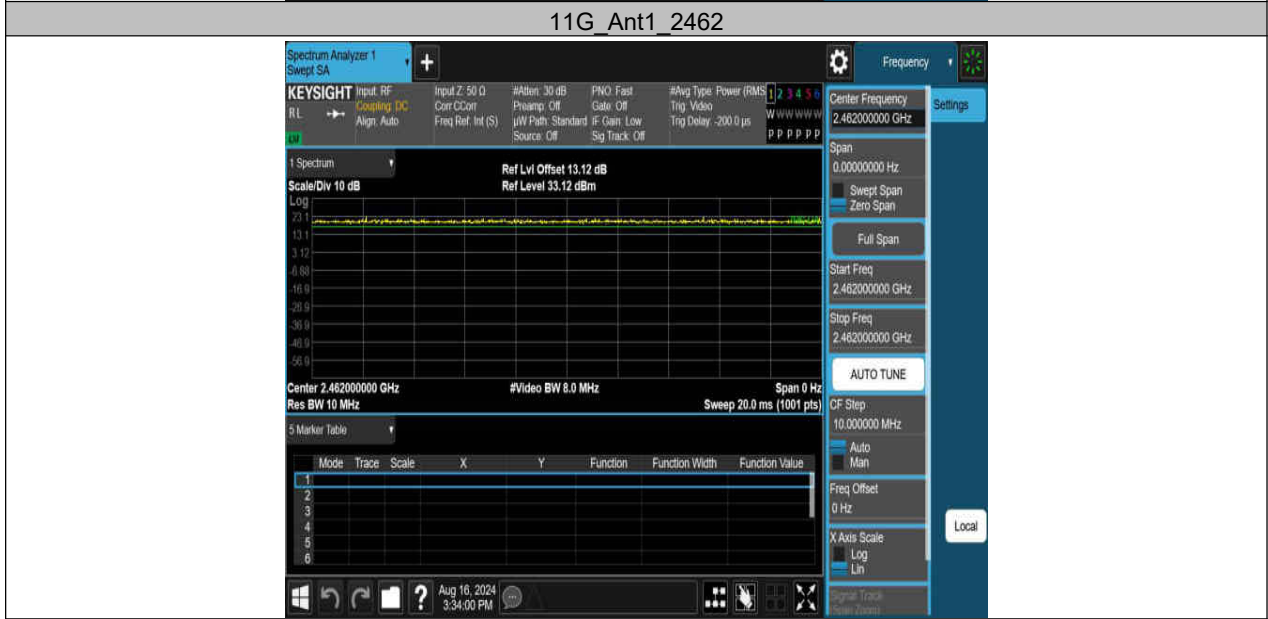 11G_Ant1_2462
Spectrum Analyzer 1
Swept SA
+
Frequency
KEYSIGHT
RL
Input: RF
Coupling: DC
Align: Auto
Input Z: 50 Ω
Corr CCorr
Freq Ref: Int (S)
#Atten: 30 dB
Preamp: Off
µW Path: Standard
Source: Off
PNO: Fast
Gate: Off
IF Gain: Low
Sig Track: Off
#Avg Type: Power (RMS
Trig: Video
Trig Delay: -200.0 µs
1 2 3 4 5 6
W W W W W W
P P P P P P
Center Frequency
2.462000000 GHz
Settings
Span
0.00000000 Hz
Swept Span
Zero Span
Full Span
Start Freq
2.462000000 GHz
Stop Freq
2.462000000 GHz
AUTO TUNE
CF Step
10.000000 MHz
Auto
Man
Freq Offset
0 Hz
X Axis Scale
Log
Lin
Signal Track
(Span Zoom)
Local
1 Spectrum
Scale/Div 10 dB
Ref Lvl Offset 13.12 dB
Ref Level 33.12 dBm
Log
23.1
13.1
3.12
-6.88
-16.9
-26.9
-36.9
-46.9
-56.9
Center 2.462000000 GHz
#Video BW 8.0 MHz
Span 0 Hz
Res BW 10 MHz
Sweep 20.0 ms (1001 pts)
5 Marker Table
Mode Trace Scale X Y Function Function Width Function Value
1
2
3
4
5
6
?
Aug 16, 2024
3:34:00 PM